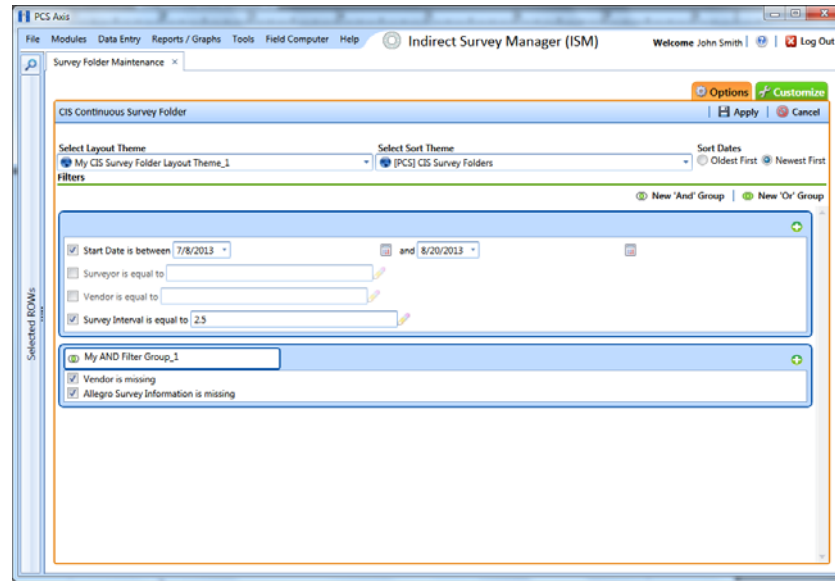 PCS Axis
File Modules Data Entry Reports / Graphs Tools Field Computer Help Indirect Survey Manager (ISM) Welcome John Smith Log Out
Survey Folder Maintenance ×
Options Customize
CIS Continuous Survey Folder Apply Cancel
Select Layout Theme Select Sort Theme Sort Dates
My CIS Survey Folder Layout Theme_1 [PCS] CIS Survey Folders Oldest First Newest First
Filters
New 'And' Group New 'Or' Group
Start Date is between 7/8/2013 and 8/20/2013
Surveyor is equal to
Vendor is equal to
Survey Interval is equal to 2.5
Selected ROWs
My AND Filter Group_1
Vendor is missing
Allegro Survey Information is missing